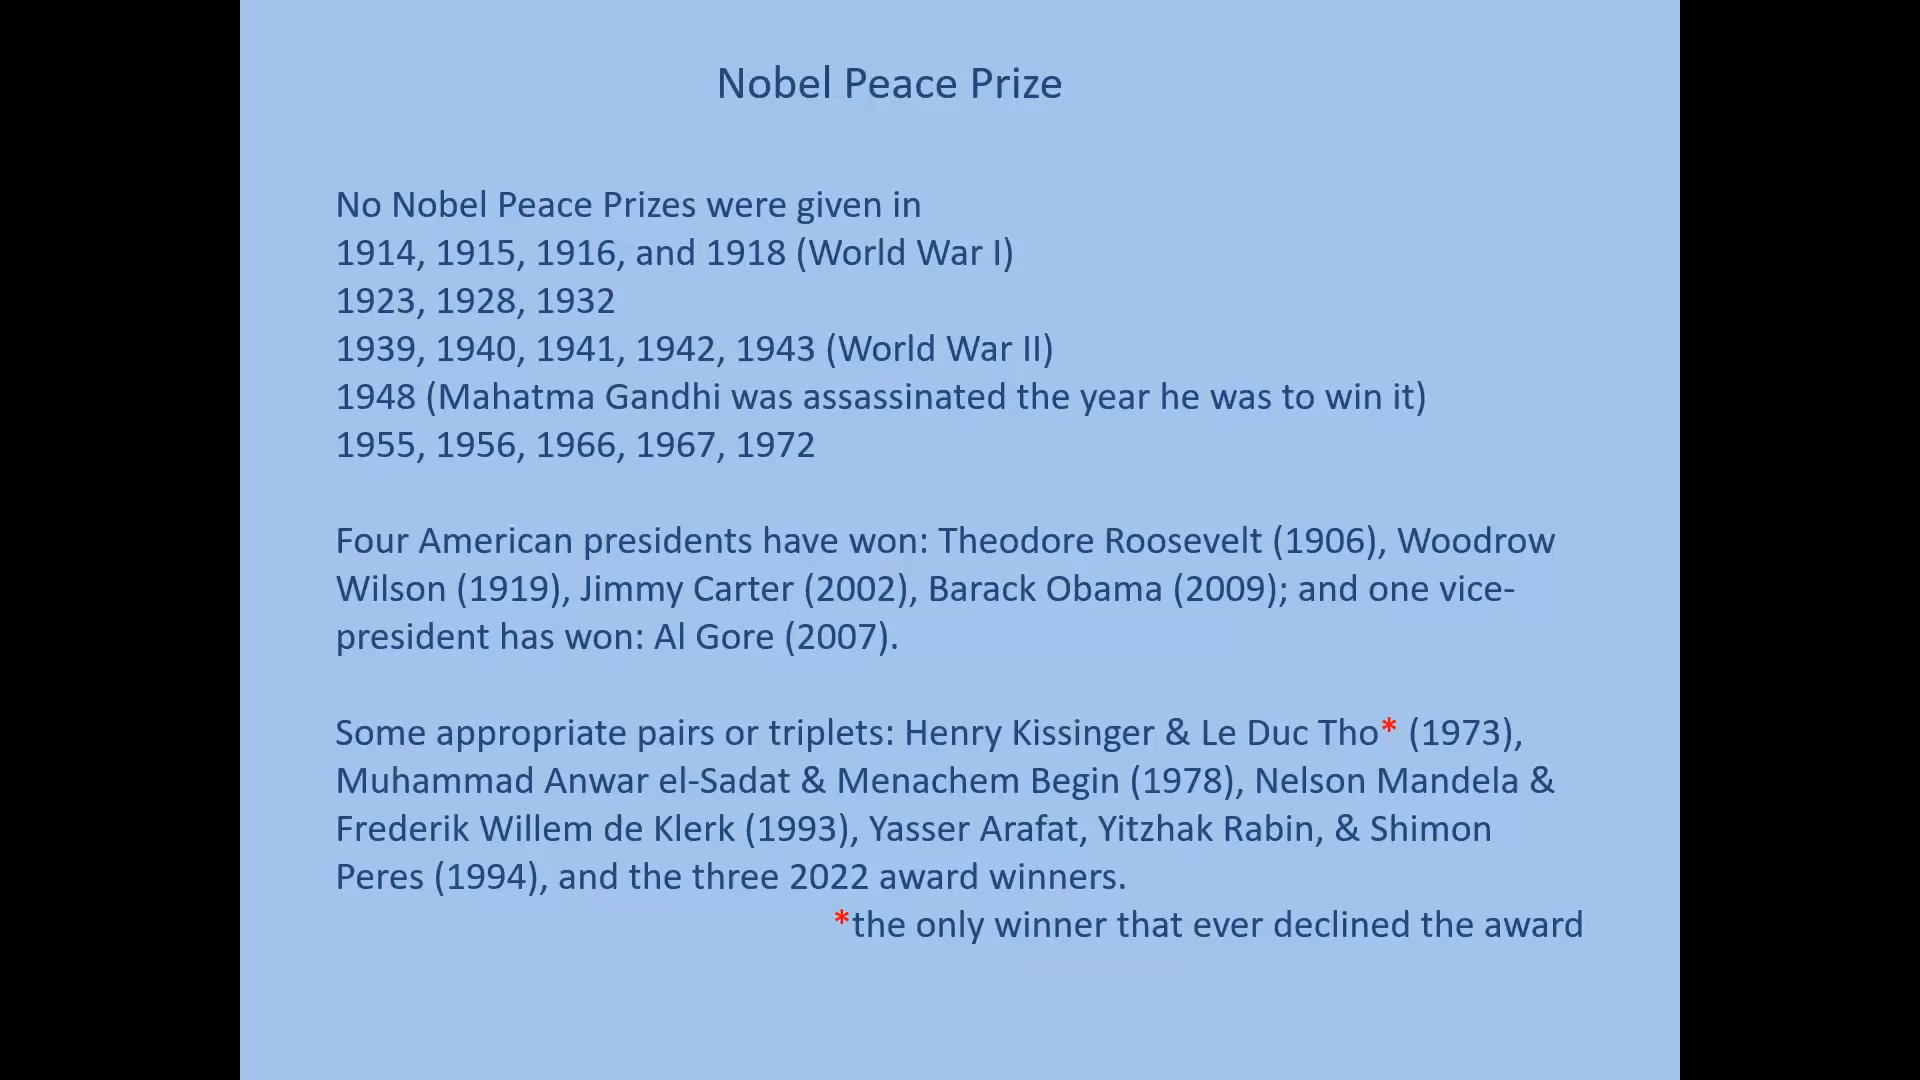 Nobel Peace Prize
No Nobel Peace Prizes were given in
1914, 1915, 1916, and 1918 (World War I)
1923, 1928, 1932
1939, 1940, 1941, 1942, 1943 (World War II)
1948 (Mahatma Gandhi was assassinated the year he was to win it)
1955, 1956, 1966, 1967, 1972
Four American presidents have won: Theodore Roosevelt (1906), Woodrow
Wilson (1919), Jimmy Carter (2002), Barack Obama (2009); and one vice-
president has won: Al Gore (2007).
Some appropriate pairs or triplets: Henry Kissinger & Le Duc Tho* (1973),
Muhammad Anwar el-Sadat & Menachem Begin (1978), Nelson Mandela &
Frederik Willem de Klerk (1993), Yasser Arafat, Yitzhak Rabin, & Shimon
Peres (1994), and the three 2022 award winners.
*the only winner that ever declined the award